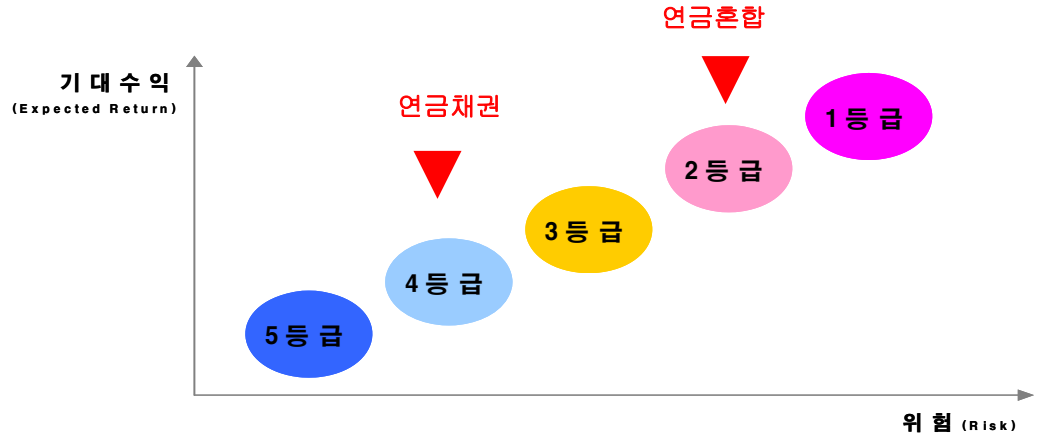 연금혼합
기 대 수 익
(Expected Return)
연금채권
1 등 급
2 등 급
3 등 급
4 등 급
5 등 급
위 험 (Risk)